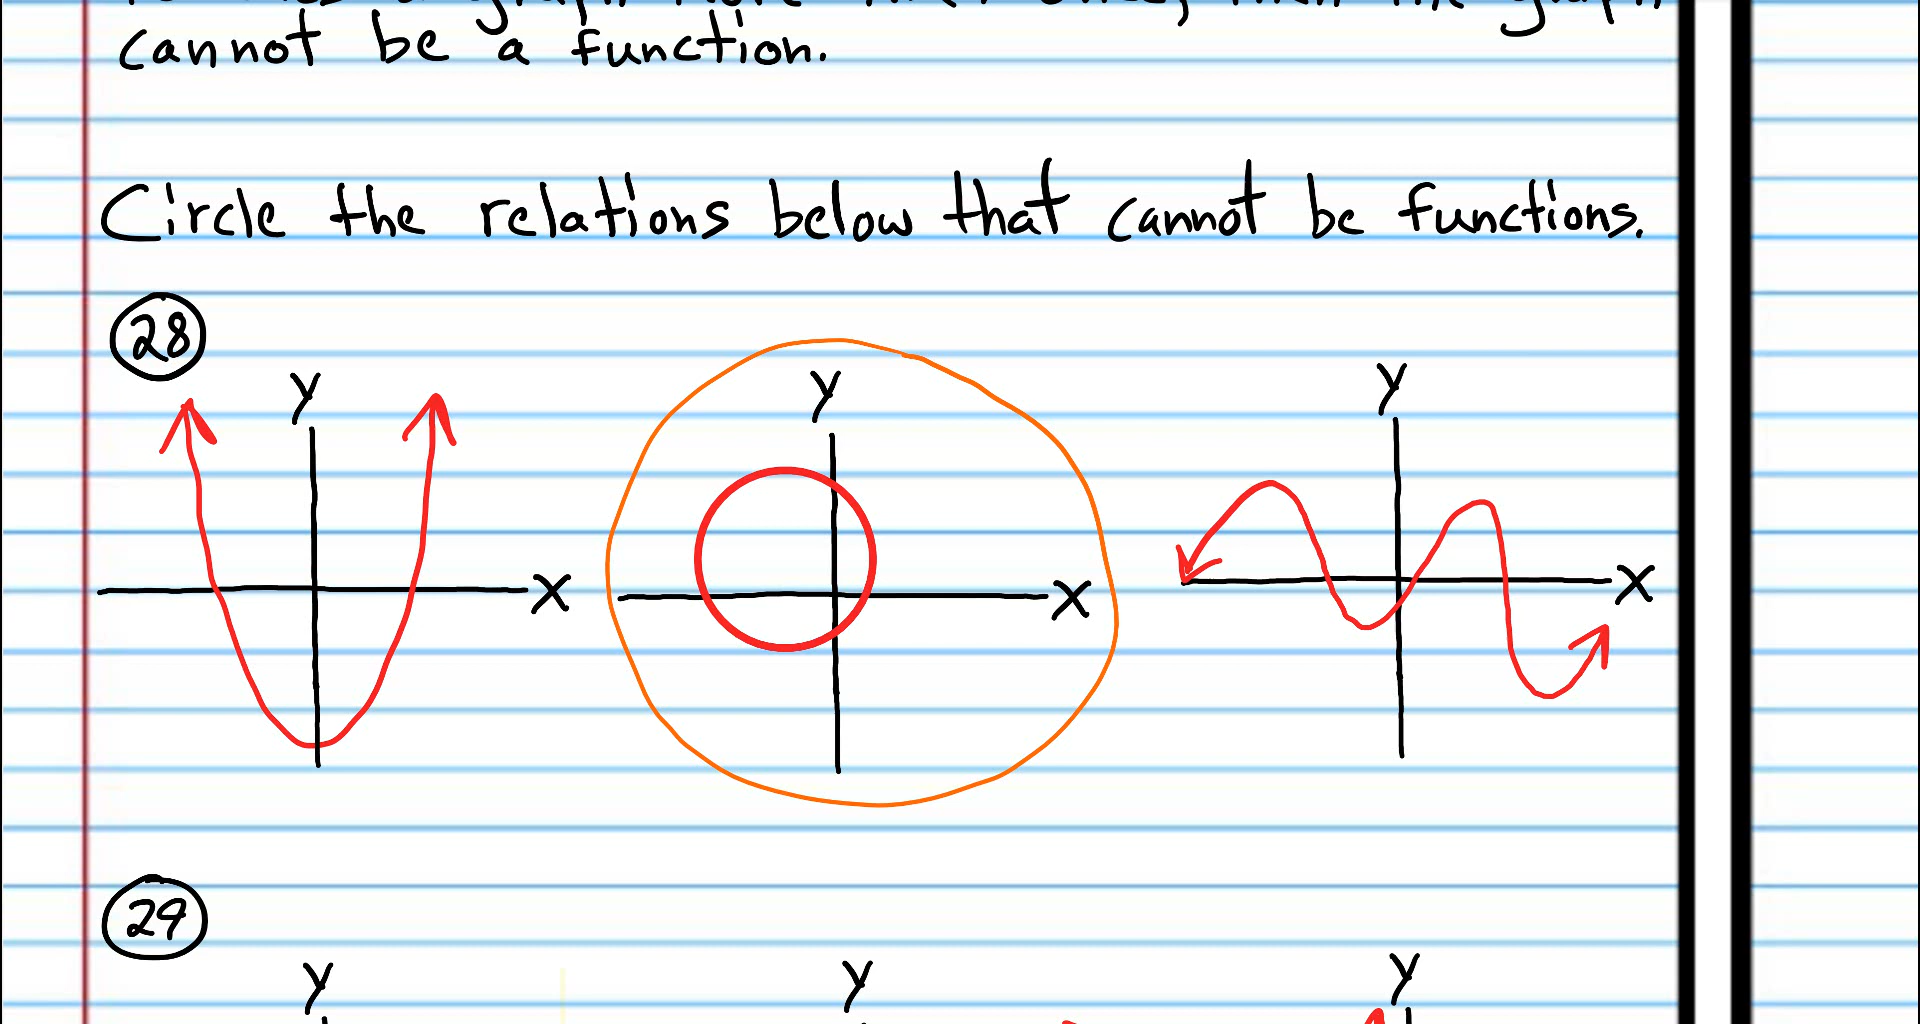 cannot be a function.
Circle the relations below that cannot be functions.
28
y y y
x x x
29
y y y